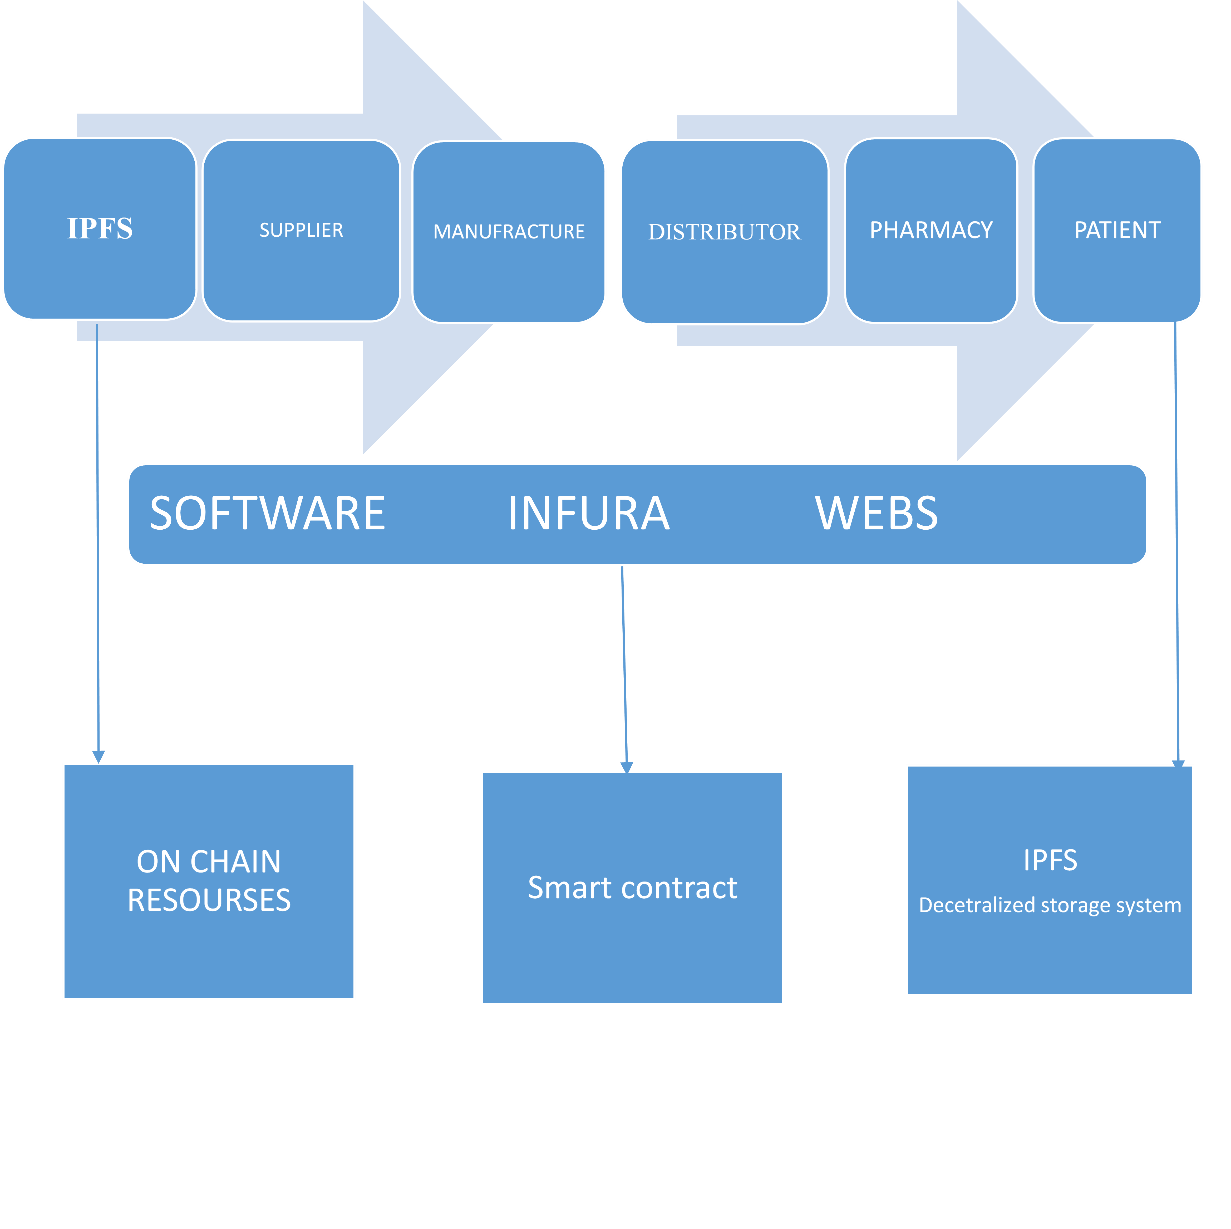 IPFS
SUPPLIER
MANUFRACTURE
DISTRIBUTOR
PHARMACY
PATIENT
SOFTWARE INFURA WEBS
ON CHAIN
RESOURSES
Smart contract
IPFS
Decetralized storage system